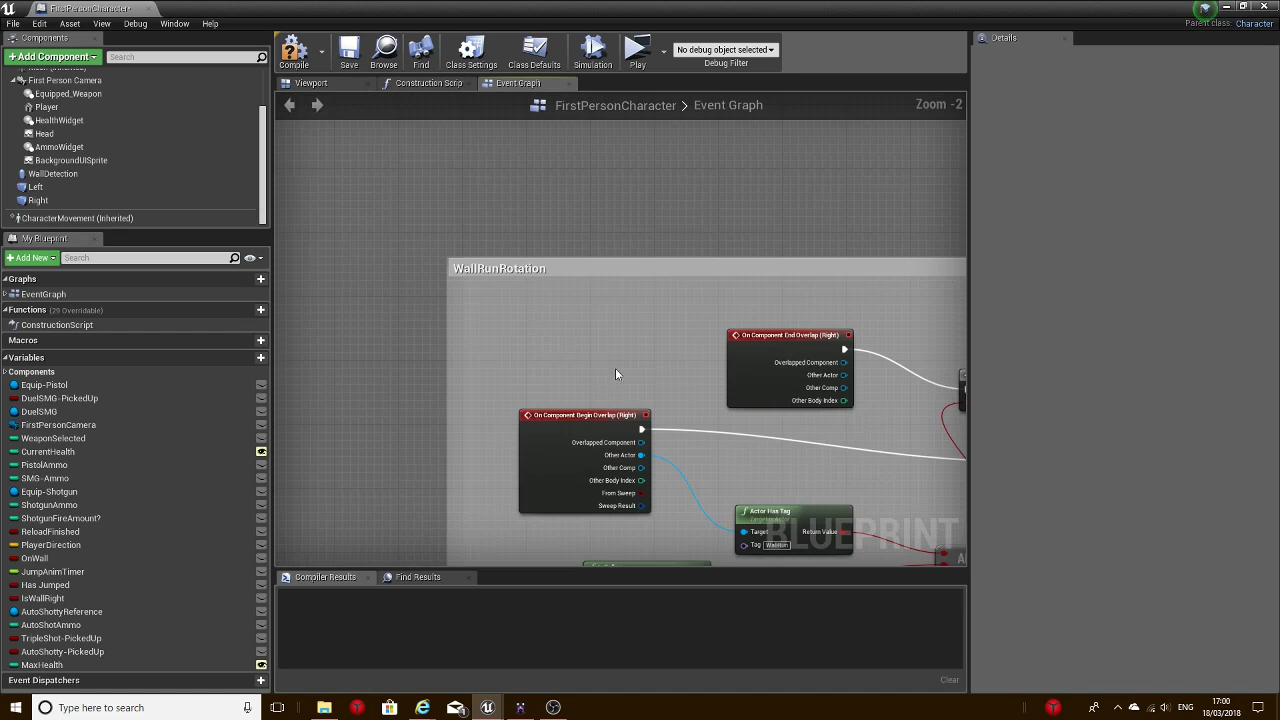 FirstPersonCharacter*
File Edit Asset View Debug Window Help
Parent class: Character
Components
Details
Add Component
Search
First Person Camera
Equipped_Weapon
Player
HealthWidget
Head
AmmoWidget
BackgroundUISprite
WallDetection
Left
Right
CharacterMovement (Inherited)
My Blueprint
Add New
Search
Graphs
EventGraph
Functions (29 Overridable)
ConstructionScript
Macros
Variables
Components
Equip-Pistol
DuelSMG-PickedUp
DuelSMG
FirstPersonCamera
WeaponSelected
CurrentHealth
PistolAmmo
SMG-Ammo
Equip-Shotgun
ShotgunAmmo
ShotgunFireAmount?
ReloadFinished
PlayerDirection
OnWall
JumpAnimTimer
Has Jumped
IsWallRight
AutoShottyReference
AutoShotAmmo
TripleShot-PickedUp
AutoShotty-PickedUp
MaxHealth
Event Dispatchers
Compile Save Browse Find Class Settings Class Defaults Simulation Play
No debug object selected
Debug Filter
Viewport Construction Scrip Event Graph
FirstPersonCharacter > Event Graph
Zoom -2
WallRunRotation
On Component End Overlap (Right)
Overlapped Component
Other Actor
Other Comp
Other Body Index
On Component Begin Overlap (Right)
Overlapped Component
Other Actor
Other Comp
Other Body Index
From Sweep
Sweep Result
Actor Has Tag
Target is Actor
Target Return Value
Tag WallRun
BLUEPRINT
Compiler Results Find Results
Clear
Type here to search
ENG
17:00
18/03/2018